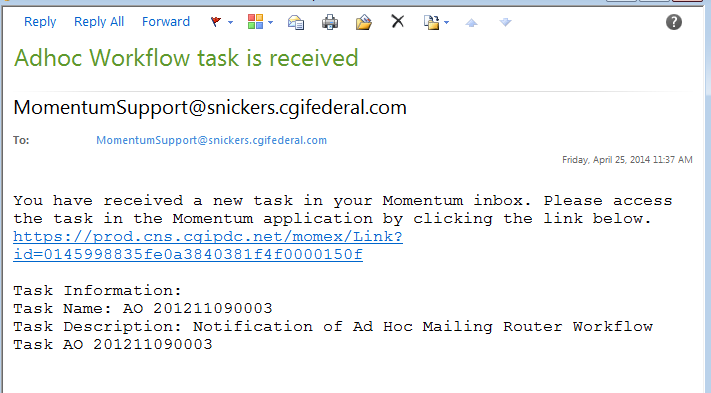 Reply Reply All Forward
Adhoc Workflow task is received
MomentumSupport@snickers.cgifederal.com
To: MomentumSupport@snickers.cgifederal.com
Friday, April 25, 2014 11:37 AM
You have received a new task in your Momentum inbox. Please access
the task in the Momentum application by clicking the link below.
https://prod.cns.cqipdc.net/momex/Link?
id=0145998835fe0a3840381f4f0000150f
Task Information:
Task Name: AO 201211090003
Task Description: Notification of Ad Hoc Mailing Router Workflow
Task AO 201211090003